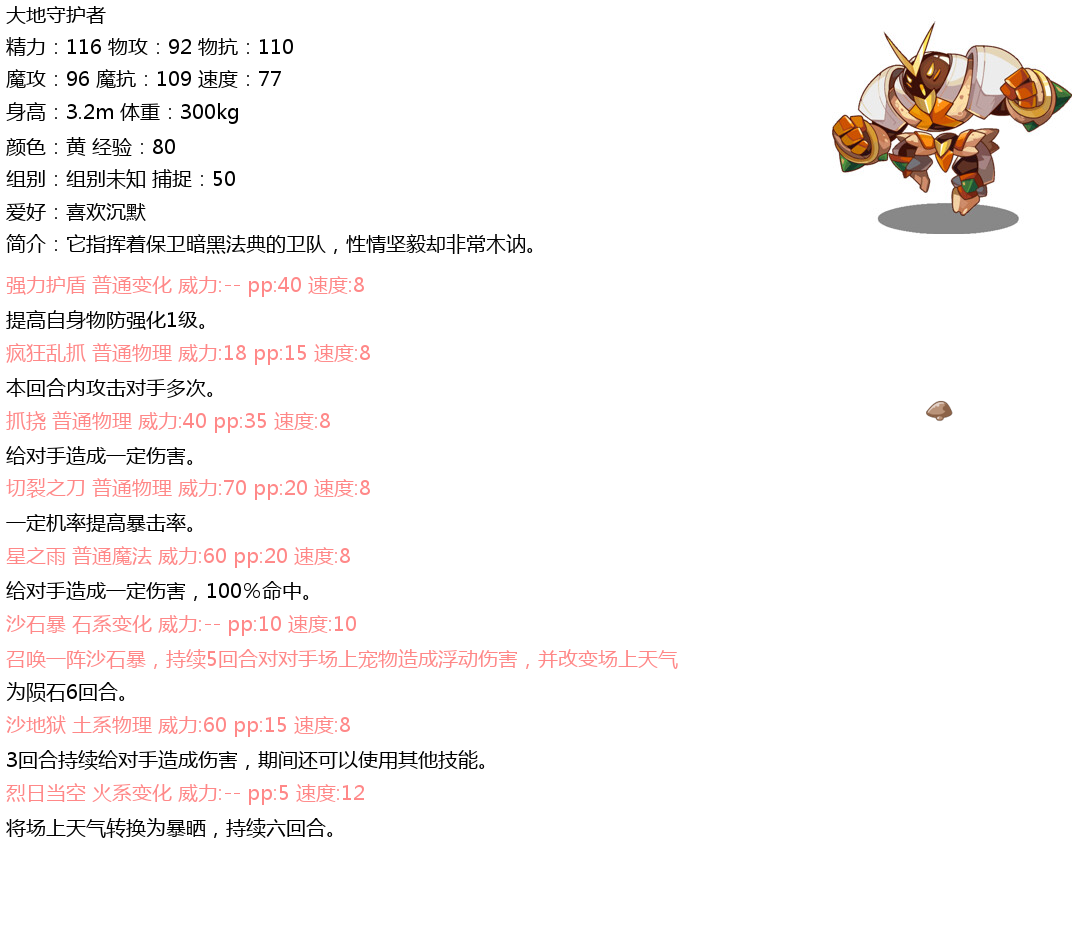 大地守护者
精力：116 物攻：92 物抗：110
魔攻：96 魔抗：109 速度：77
身高：3.2m 体重：300kg
颜色：黄 经验：80
组别：组别未知 捕捉：50
爱好：喜欢沉默
简介：它指挥着保卫暗黑法典的卫队，性情坚毅却非常木讷。
强力护盾 普通变化 威力:-- pp:40 速度:8
提高自身物防强化1级。
疯狂乱抓 普通物理 威力:18 pp:15 速度:8
本回合内攻击对手多次。
抓挠 普通物理 威力:40 pp:35 速度:8
给对手造成一定伤害。
切裂之刀 普通物理 威力:70 pp:20 速度:8
一定机率提高暴击率。
星之雨 普通魔法 威力:60 pp:20 速度:8
给对手造成一定伤害，100%命中。
沙石暴 石系变化 威力:-- pp:10 速度:10
召唤一阵沙石暴，持续5回合对对手场上宠物造成浮动伤害，并改变场上天气
为陨石6回合。
沙地狱 土系物理 威力:60 pp:15 速度:8
3回合持续给对手造成伤害，期间还可以使用其他技能。
烈日当空 火系变化 威力:-- pp:5 速度:12
将场上天气转换为暴晒，持续六回合。